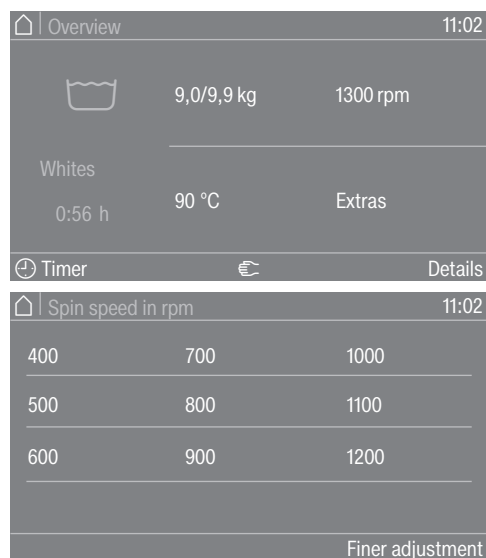 Overview 11:02
9,0/9,9 kg 1300 rpm
Whites
90 °C Extras
0:56 h
Timer Details
Spin speed in rpm 11:02
400 700 1000
500 800 1100
600 900 1200
Finer adjustment